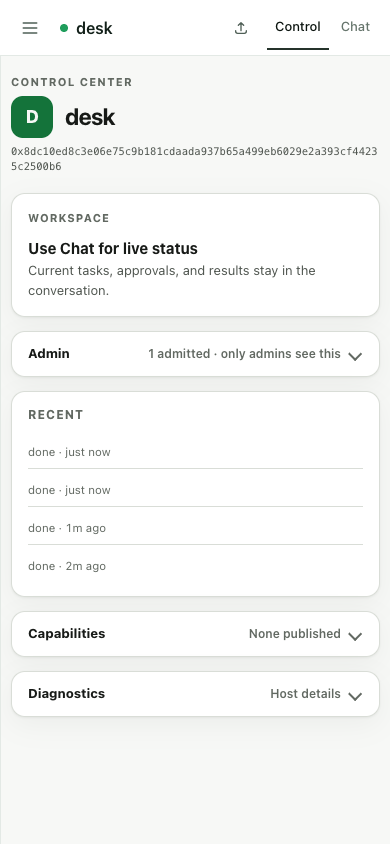 desk
Control
Chat
CONTROL CENTER
D
desk
0x8dc10ed8c3e06e75c9b181cdaada937b65a499eb6029e2a393cf4423
5c2500b6
WORKSPACE
Use Chat for live status
Current tasks, approvals, and results stay in the
conversation.
Admin
1 admitted · only admins see this
RECENT
done · just now
done · just now
done · 1m ago
done · 2m ago
Capabilities
None published
Diagnostics
Host details